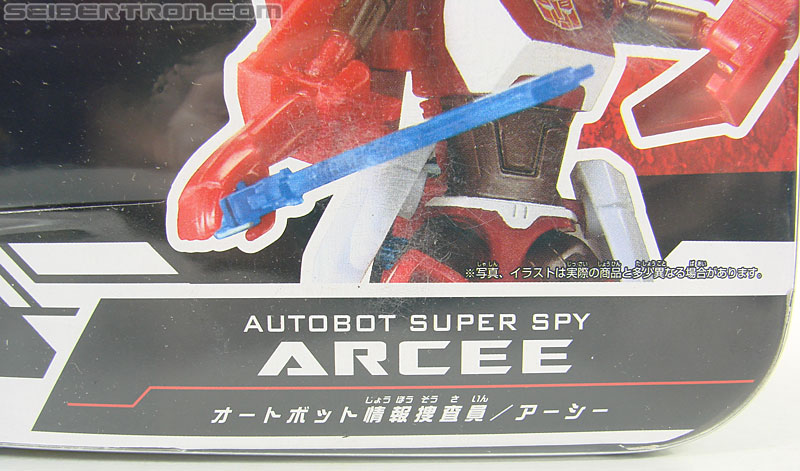 SEIBERTRON.COM
※写真、イラストは実際の商品と多少異なる場合があります。
AUTOBOT SUPER SPY
ARCEE
オートボット情報捜査員／アーシー